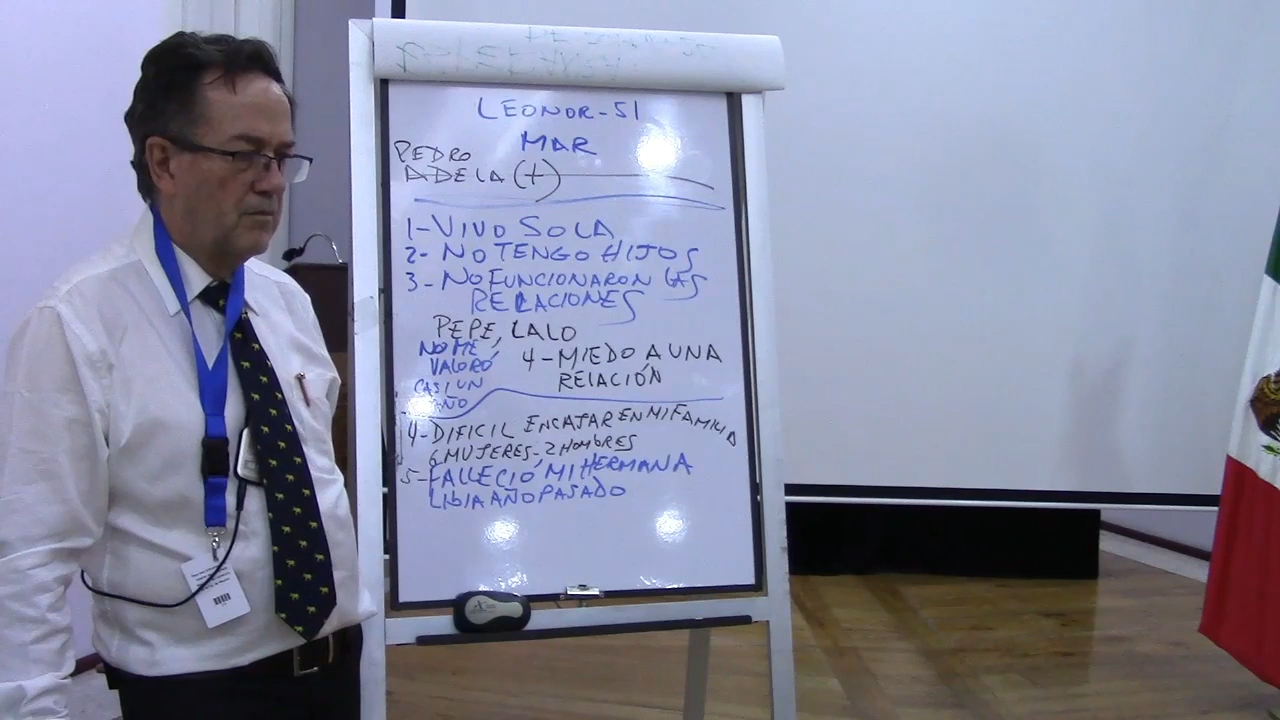 LEONOR-51
MAR
PEDRO
ADELA (+)
1-VIVO SOLA
2-NO TENGO HIJOS
3-NO FUNCIONARON LAS
RELACIONES
PEPE, LALO
NO ME
VALORÓ
CASI UN
AÑO
4-MIEDO A UNA
RELACIÓN
4-DIFICIL ENCAJAR EN MI FAMILIA
6 MUJERES-2 HOMBRES
5-FALLECIÓ MI HERMANA
LIDIA AÑO PASADO